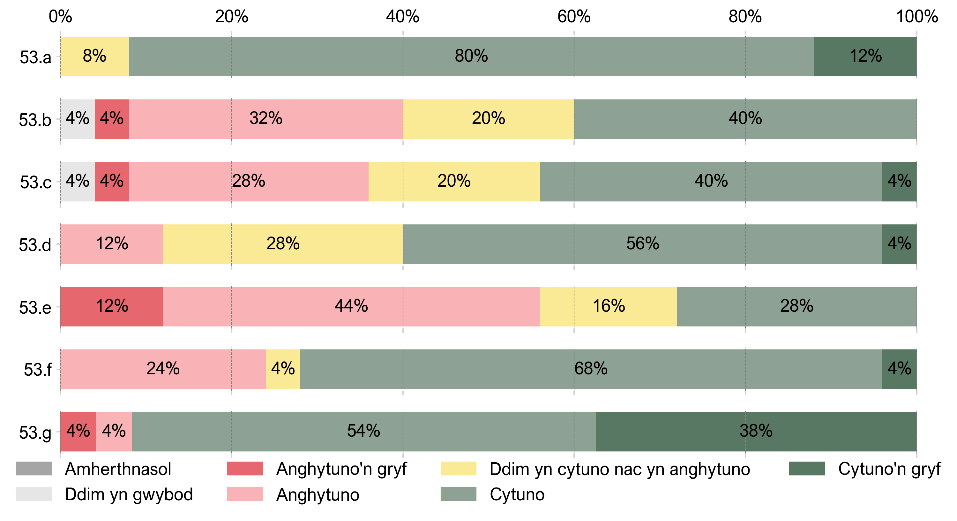 0% 20% 40% 60% 80% 100%
53.a 8% 80% 12%
53.b 4% 4% 32% 20% 40%
53.c 4% 4% 28% 20% 40% 4%
53.d 12% 28% 56% 4%
53.e 12% 44% 16% 28%
53.f 24% 4% 68% 4%
53.g 4% 4% 54% 38%
Amherthnasol Anghytuno'n gryf Ddim yn cytuno nac yn anghytuno Cytuno'n gryf
Ddim yn gwybod Anghytuno Cytuno